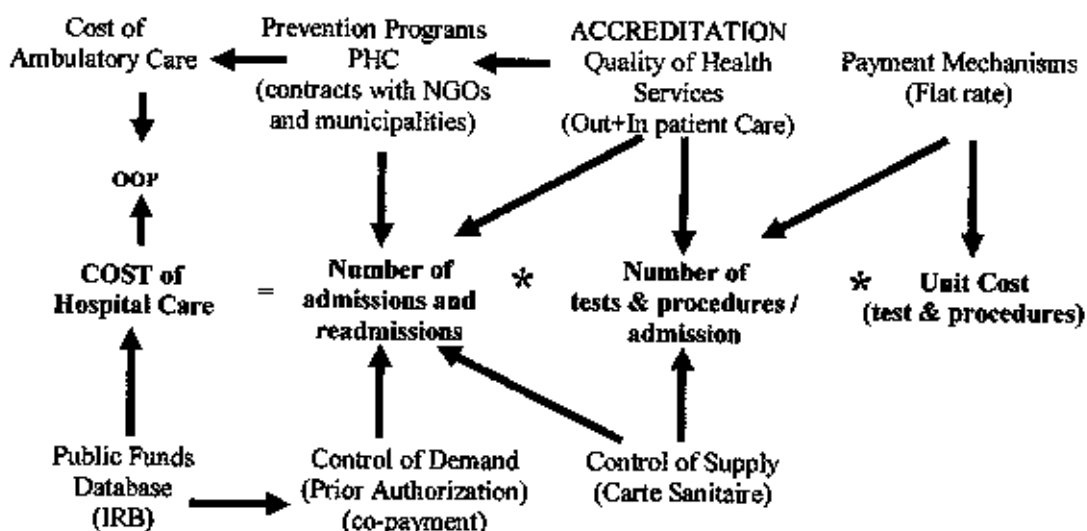 Cost of
Ambulatory Care
Prevention Programs
PHC
(contracts with NGOs
and municipalities)
ACCREDITATION
Quality of Health
Services
(Out+In patient Care)
Payment Mechanisms
(Flat rate)
OOP
COST of
Hospital Care
=
Number of
admissions and
readmissions
*
Number of
tests & procedures /
admission
*
Unit Cost
(test & procedures)
Public Funds
Database
(IRB)
Control of Demand
(Prior Authorization)
(co-payment)
Control of Supply
(Carte Sanitaire)